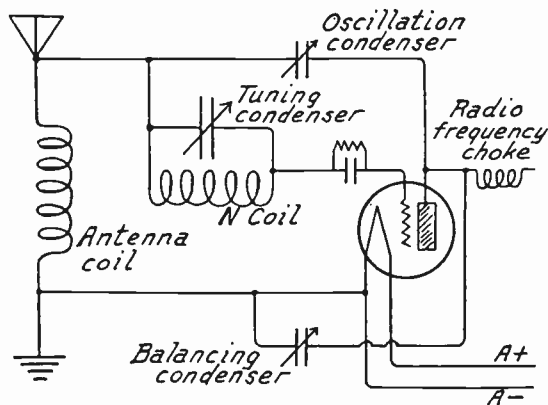 Oscillation
condenser
Tuning
condenser
Radio
frequency
choke
N Coil
Antenna
coil
Balancing
condenser
A+
A-